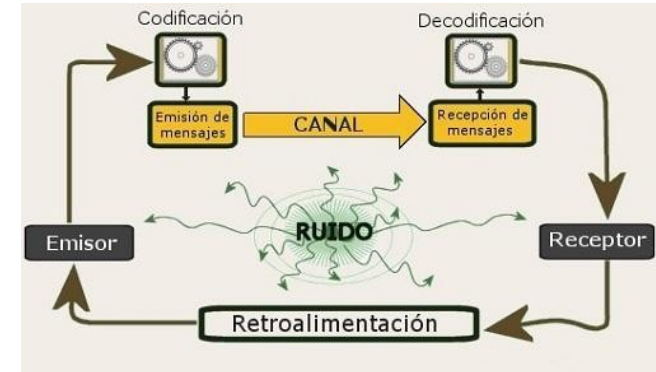 Codificación
Decodificación
Emisión de
mensajes
CANAL
Recepción de
mensajes
RUIDO
Emisor
Receptor
Retroalimentación